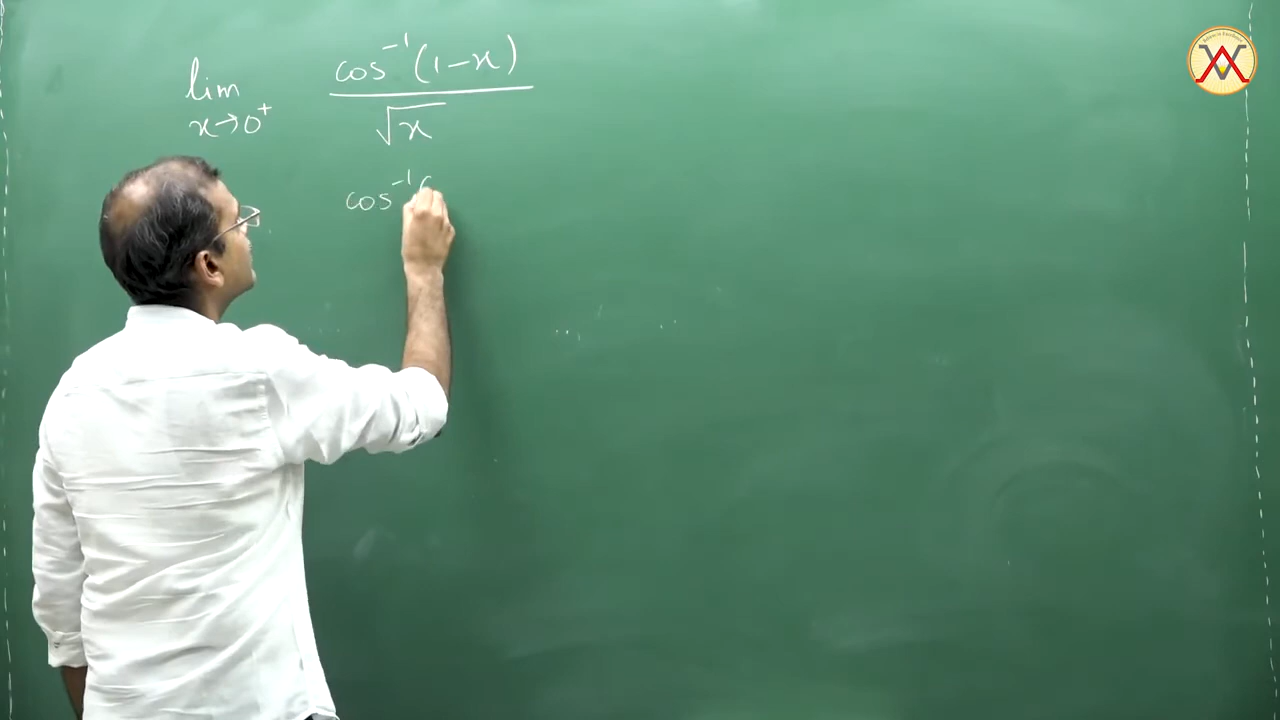 lim x→0⁺ cos⁻¹(1-x) / √x
cos⁻¹(